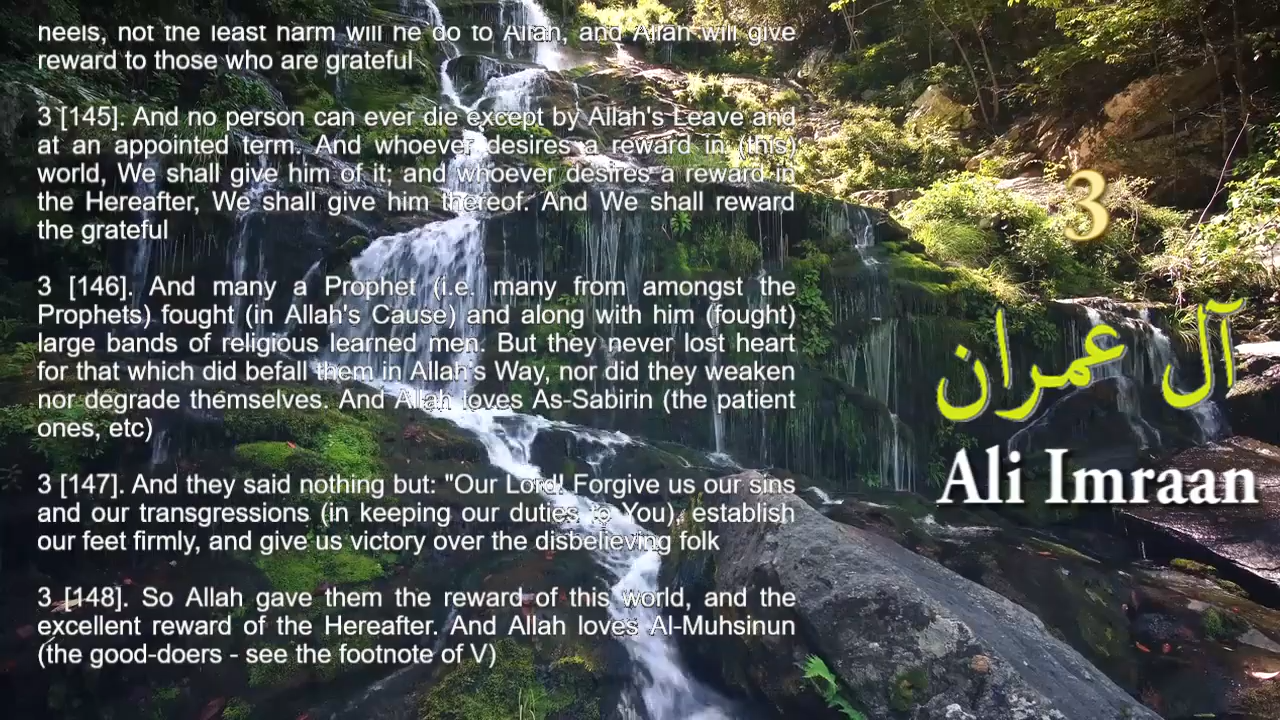 heels, not the least harm will he do to Allah, and Allah will give
reward to those who are grateful
3 [145]. And no person can ever die except by Allah's Leave and
at an appointed term. And whoever desires a reward in (this)
world, We shall give him of it; and whoever desires a reward in
the Hereafter, We shall give him thereof. And We shall reward
the grateful
3 [146]. And many a Prophet (i.e. many from amongst the
Prophets) fought (in Allah's Cause) and along with him (fought)
large bands of religious learned men. But they never lost heart
for that which did befall them in Allah's Way, nor did they weaken
nor degrade themselves. And Allah loves As-Sabirin (the patient
ones, etc)
3 [147]. And they said nothing but: "Our Lord! Forgive us our sins
and our transgressions (in keeping our duties to You), establish
our feet firmly, and give us victory over the disbelieving folk
3 [148]. So Allah gave them the reward of this world, and the
excellent reward of the Hereafter. And Allah loves Al-Muhsinun
(the good-doers - see the footnote of V)
3
آل عمران
Ali Imraan